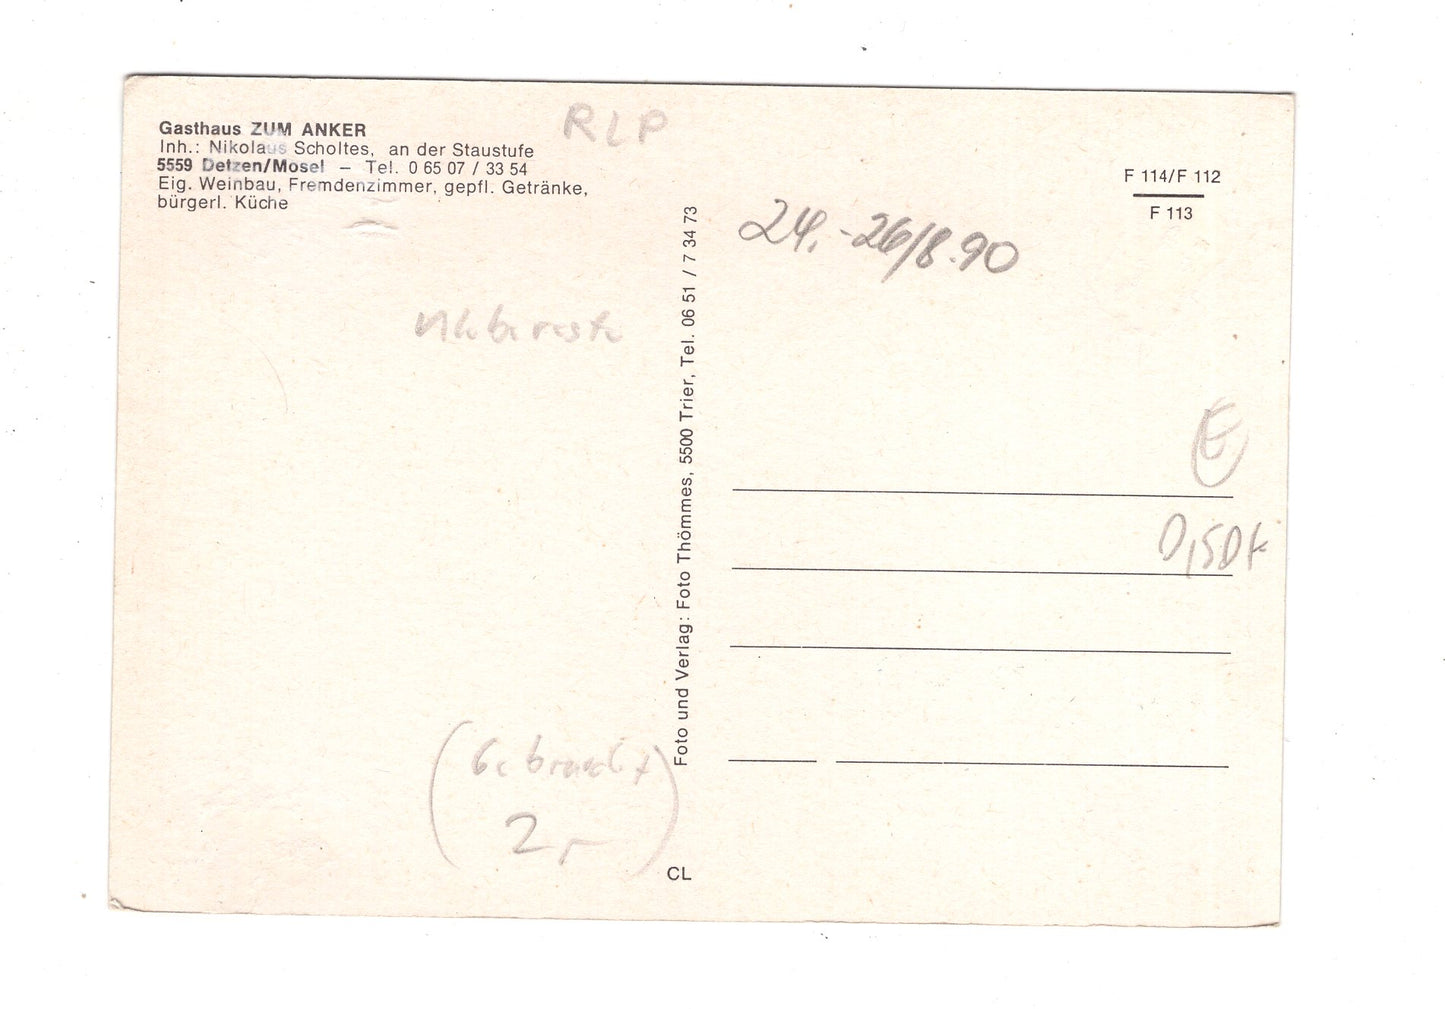 Gasthaus ZUM ANKER
Inh.: Nikolaus Scholtes, an der Staustufe
5559 Detzen/Mosel – Tel. 0 65 07 / 33 54
Eig. Weinbau, Fremdenzimmer, gepfl. Getränke,
bürgerl. Küche
RLP
F 114/F 112
F 113
24.-26/8.90
Klebereste
Foto und Verlag: Foto Thömmes, 5500 Trier, Tel. 06 51 / 7 34 73
E
0,50€
(Gebraucht
2,-)
CL